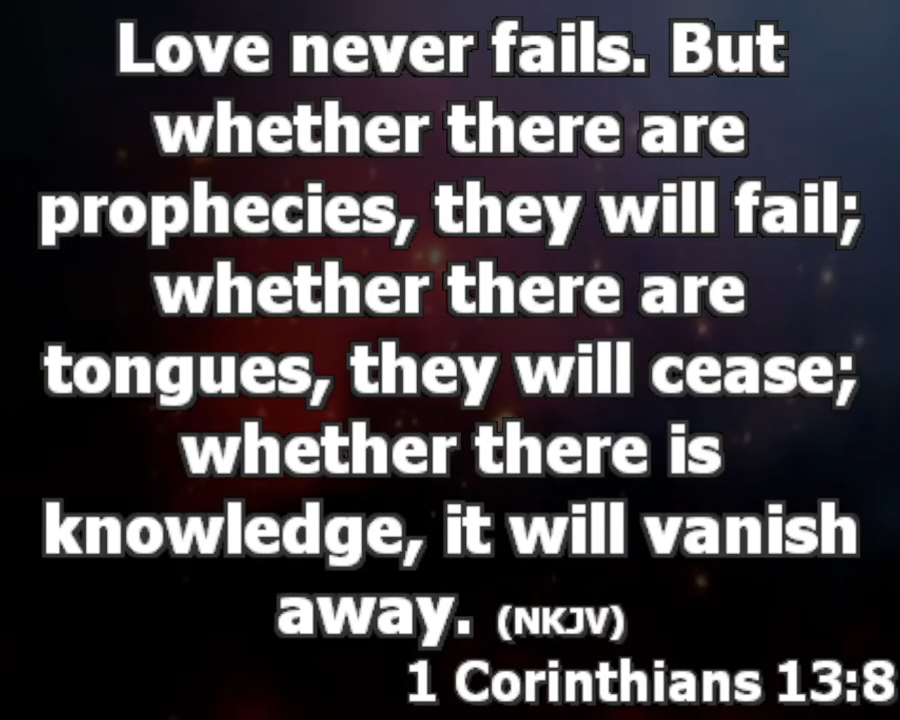 Love never fails. But
whether there are
prophecies, they will fail;
whether there are
tongues, they will cease;
whether there is
knowledge, it will vanish
away. (NKJV)
1 Corinthians 13:8